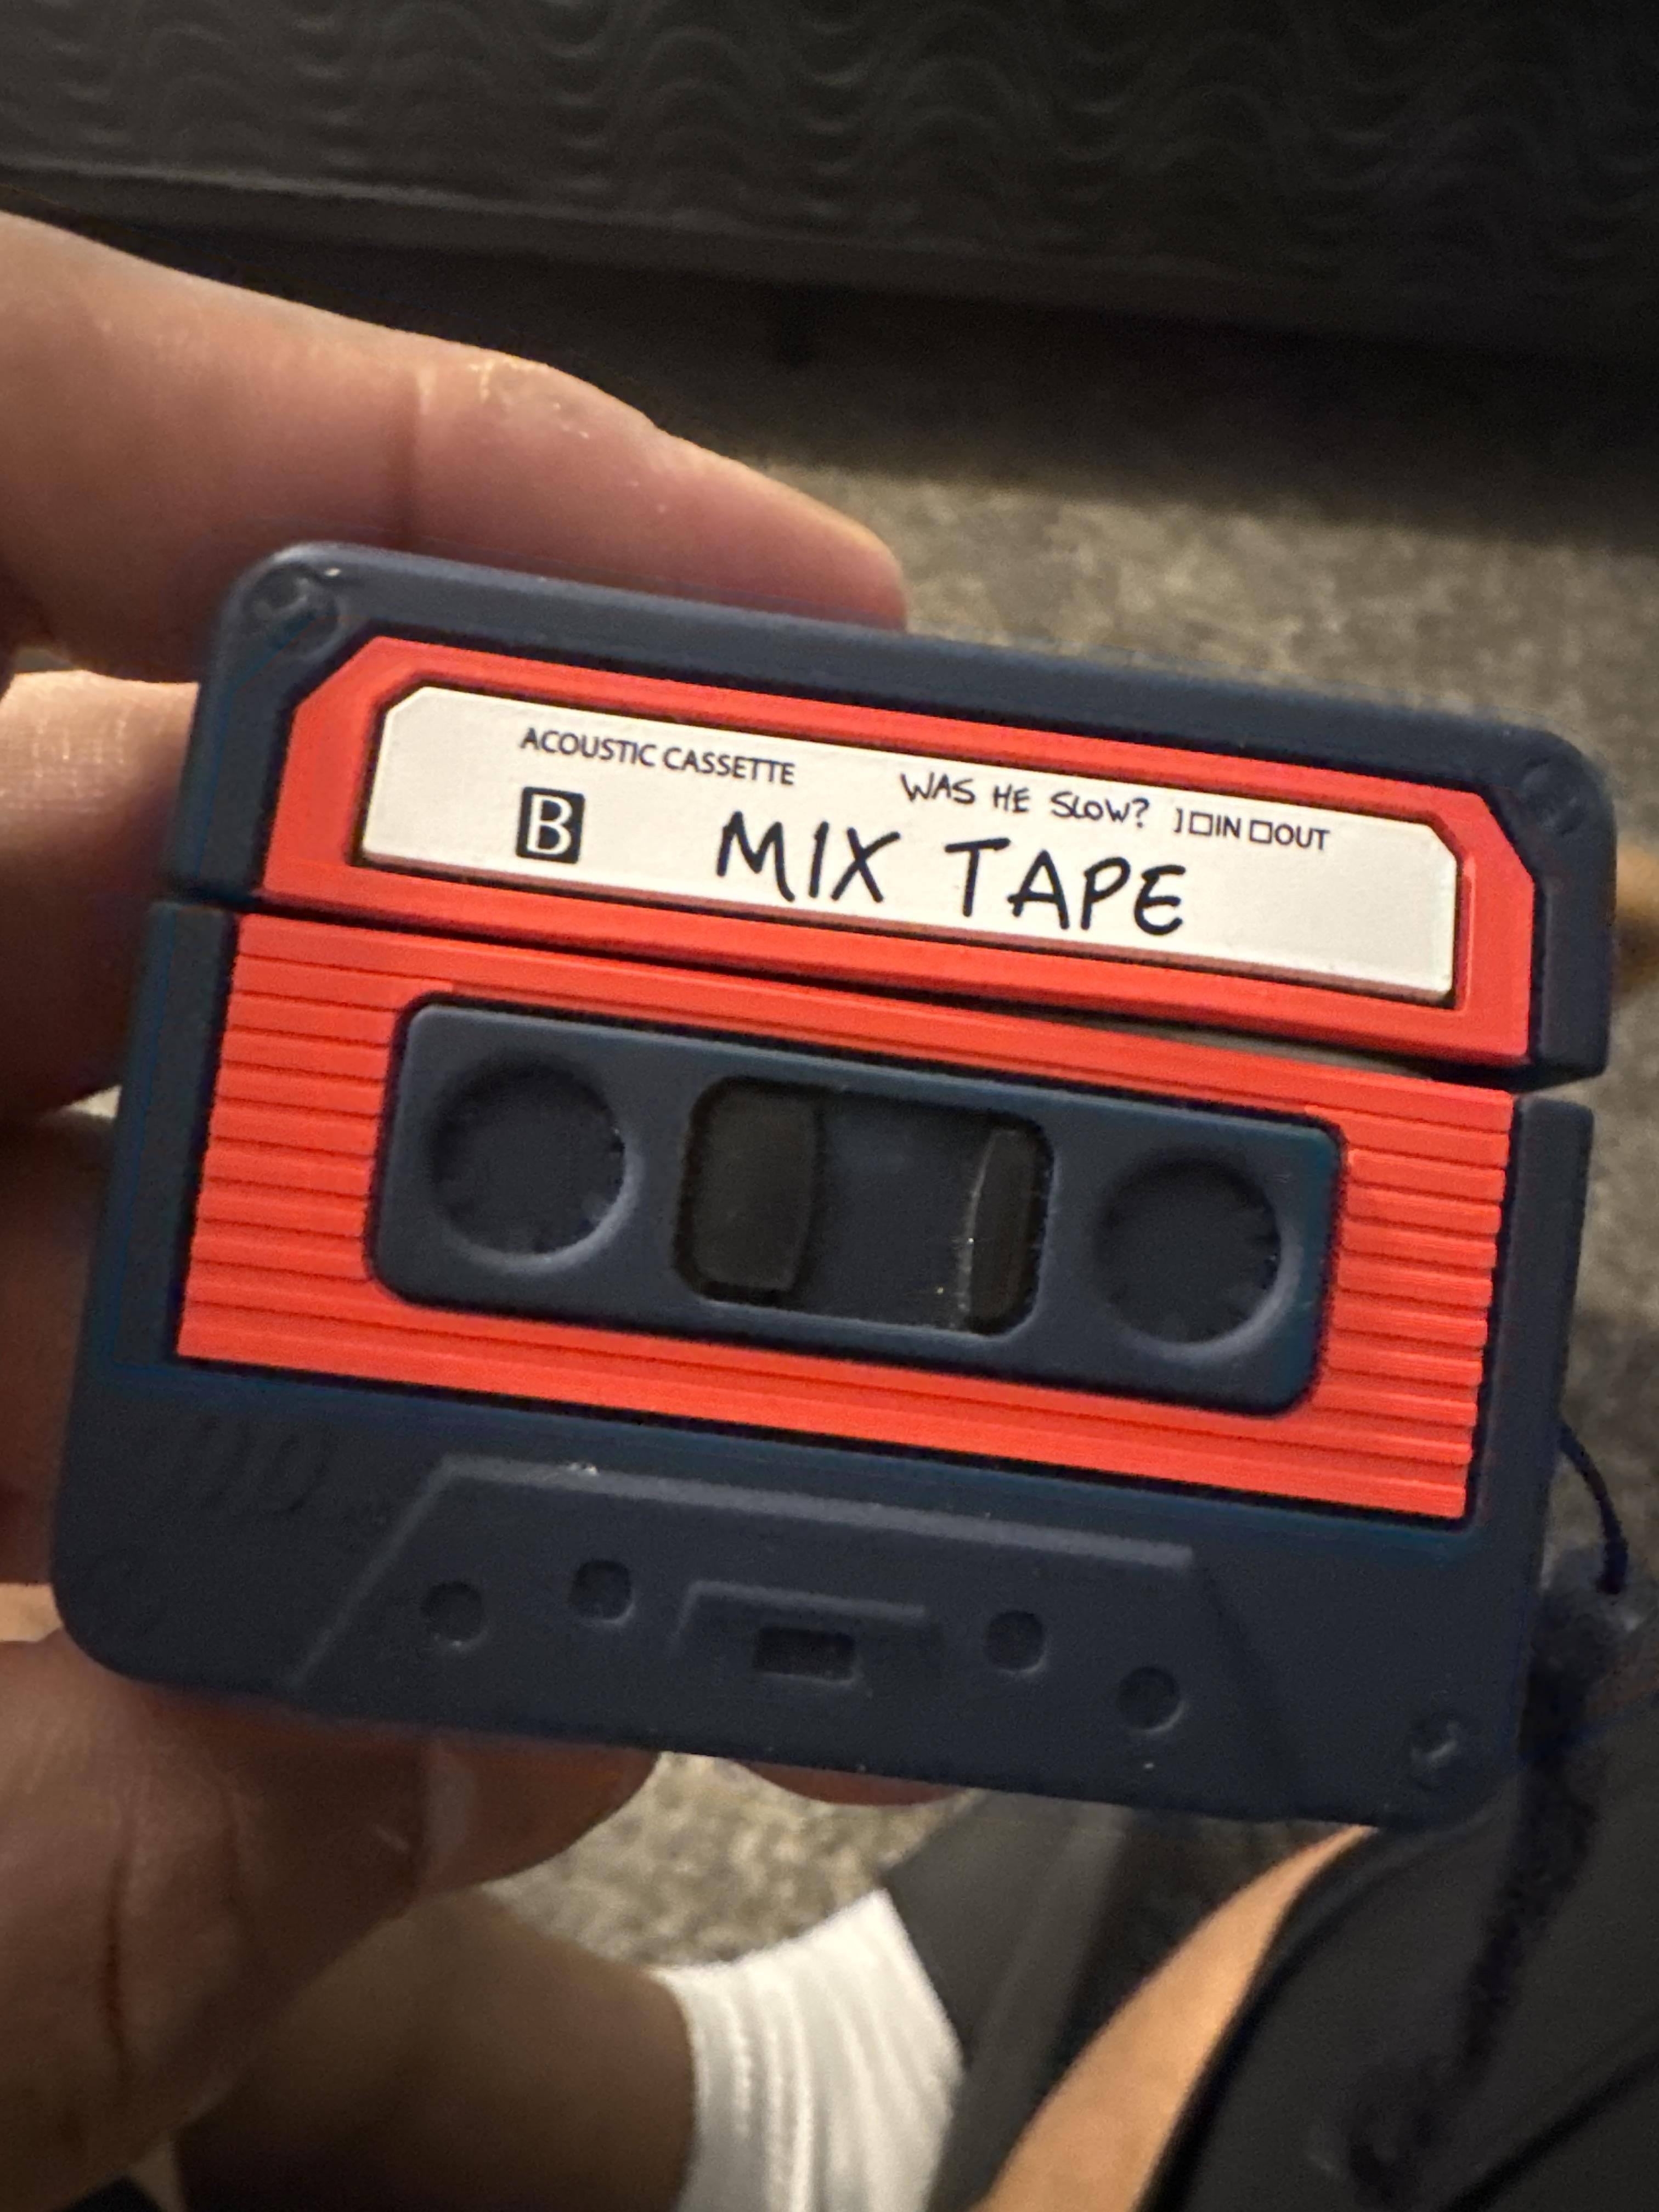 ACOUSTIC CASSETTE WAS HE SLOW? ☐IN ☐OUT
B MIX TAPE